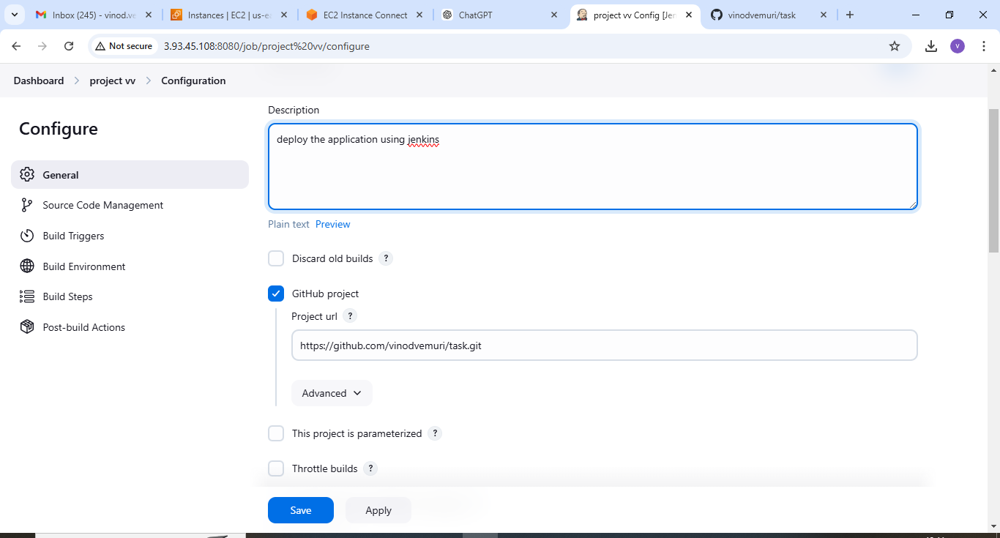 Inbox (245) - vinod.ve
Instances | EC2 | us-ea
EC2 Instance Connect
ChatGPT
project vv Config [Jen
vinodvemuri/task
Not secure
3.93.45.108:8080/job/project%20vv/configure
V
Dashboard
project vv
Configuration
Configure
General
Source Code Management
Build Triggers
Build Environment
Build Steps
Post-build Actions
Description
deploy the application using jenkins
Plain text Preview
Discard old builds ?
GitHub project
Project url ?
https://github.com/vinodvemuri/task.git
Advanced
This project is parameterized ?
Throttle builds ?
Save
Apply